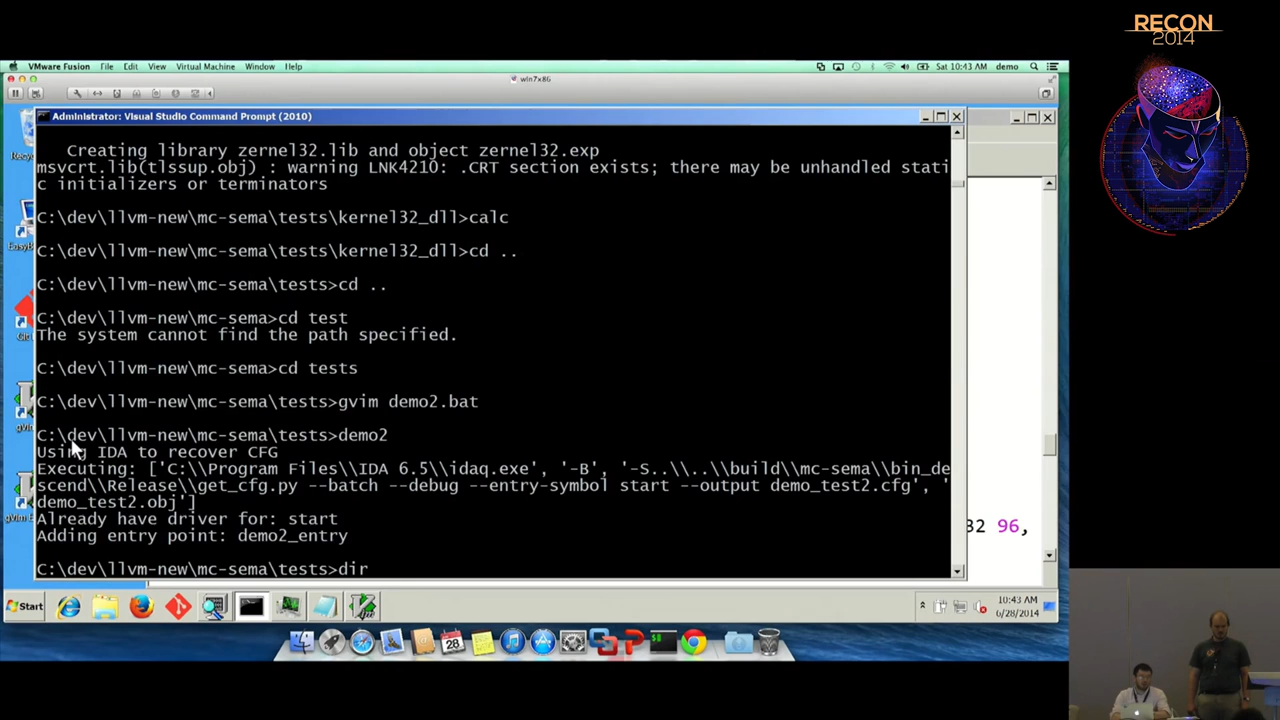 RECON
2014
VMware Fusion File Edit View Virtual Machine Window Help
Sat 10:43 AM demo
win7x86
Administrator: Visual Studio Command Prompt (2010)
Creating library zernel32.lib and object zernel32.exp
msvcrt.lib(tlssup.obj) : warning LNK4210: .CRT section exists; there may be unhandled stati
c initializers or terminators
C:\dev\llvm-new\mc-sema\tests\kernel32_dll>calc
C:\dev\llvm-new\mc-sema\tests\kernel32_dll>cd ..
C:\dev\llvm-new\mc-sema\tests>cd ..
C:\dev\llvm-new\mc-sema>cd test
The system cannot find the path specified.
C:\dev\llvm-new\mc-sema>cd tests
C:\dev\llvm-new\mc-sema\tests>gvim demo2.bat
C:\dev\llvm-new\mc-sema\tests>demo2
Using IDA to recover CFG
Executing: ['C:\\Program Files\\IDA 6.5\\idaq.exe', '-B', '-S..\\..\\build\\mc-sema\\bin_de
scend\\Release\\get_cfg.py --batch --debug --entry-symbol start --output demo_test2.cfg', '
demo_test2.obj']
Already have driver for: start
Adding entry point: demo2_entry
32 96,
C:\dev\llvm-new\mc-sema\tests>dir
Start
10:43 AM
6/28/2014
28